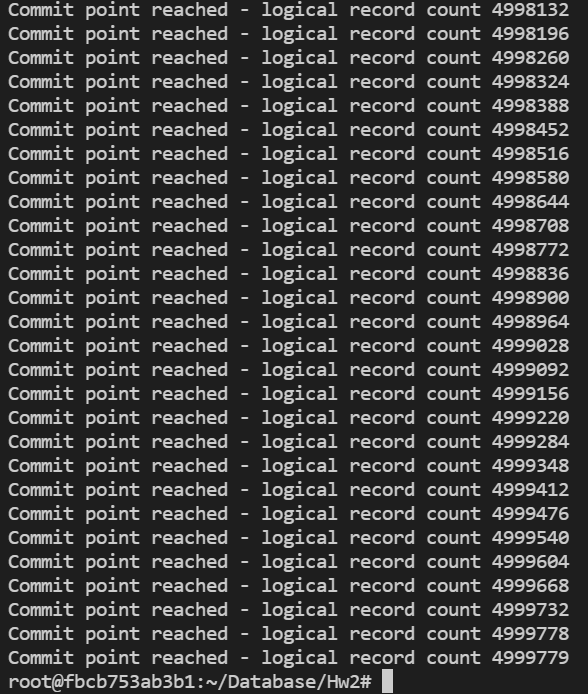 Commit point reached - logical record count 4998132
Commit point reached - logical record count 4998196
Commit point reached - logical record count 4998260
Commit point reached - logical record count 4998324
Commit point reached - logical record count 4998388
Commit point reached - logical record count 4998452
Commit point reached - logical record count 4998516
Commit point reached - logical record count 4998580
Commit point reached - logical record count 4998644
Commit point reached - logical record count 4998708
Commit point reached - logical record count 4998772
Commit point reached - logical record count 4998836
Commit point reached - logical record count 4998900
Commit point reached - logical record count 4998964
Commit point reached - logical record count 4999028
Commit point reached - logical record count 4999092
Commit point reached - logical record count 4999156
Commit point reached - logical record count 4999220
Commit point reached - logical record count 4999284
Commit point reached - logical record count 4999348
Commit point reached - logical record count 4999412
Commit point reached - logical record count 4999476
Commit point reached - logical record count 4999540
Commit point reached - logical record count 4999604
Commit point reached - logical record count 4999668
Commit point reached - logical record count 4999732
Commit point reached - logical record count 4999778
Commit point reached - logical record count 4999779
root@fbcb753ab3b1:~/Database/Hw2#